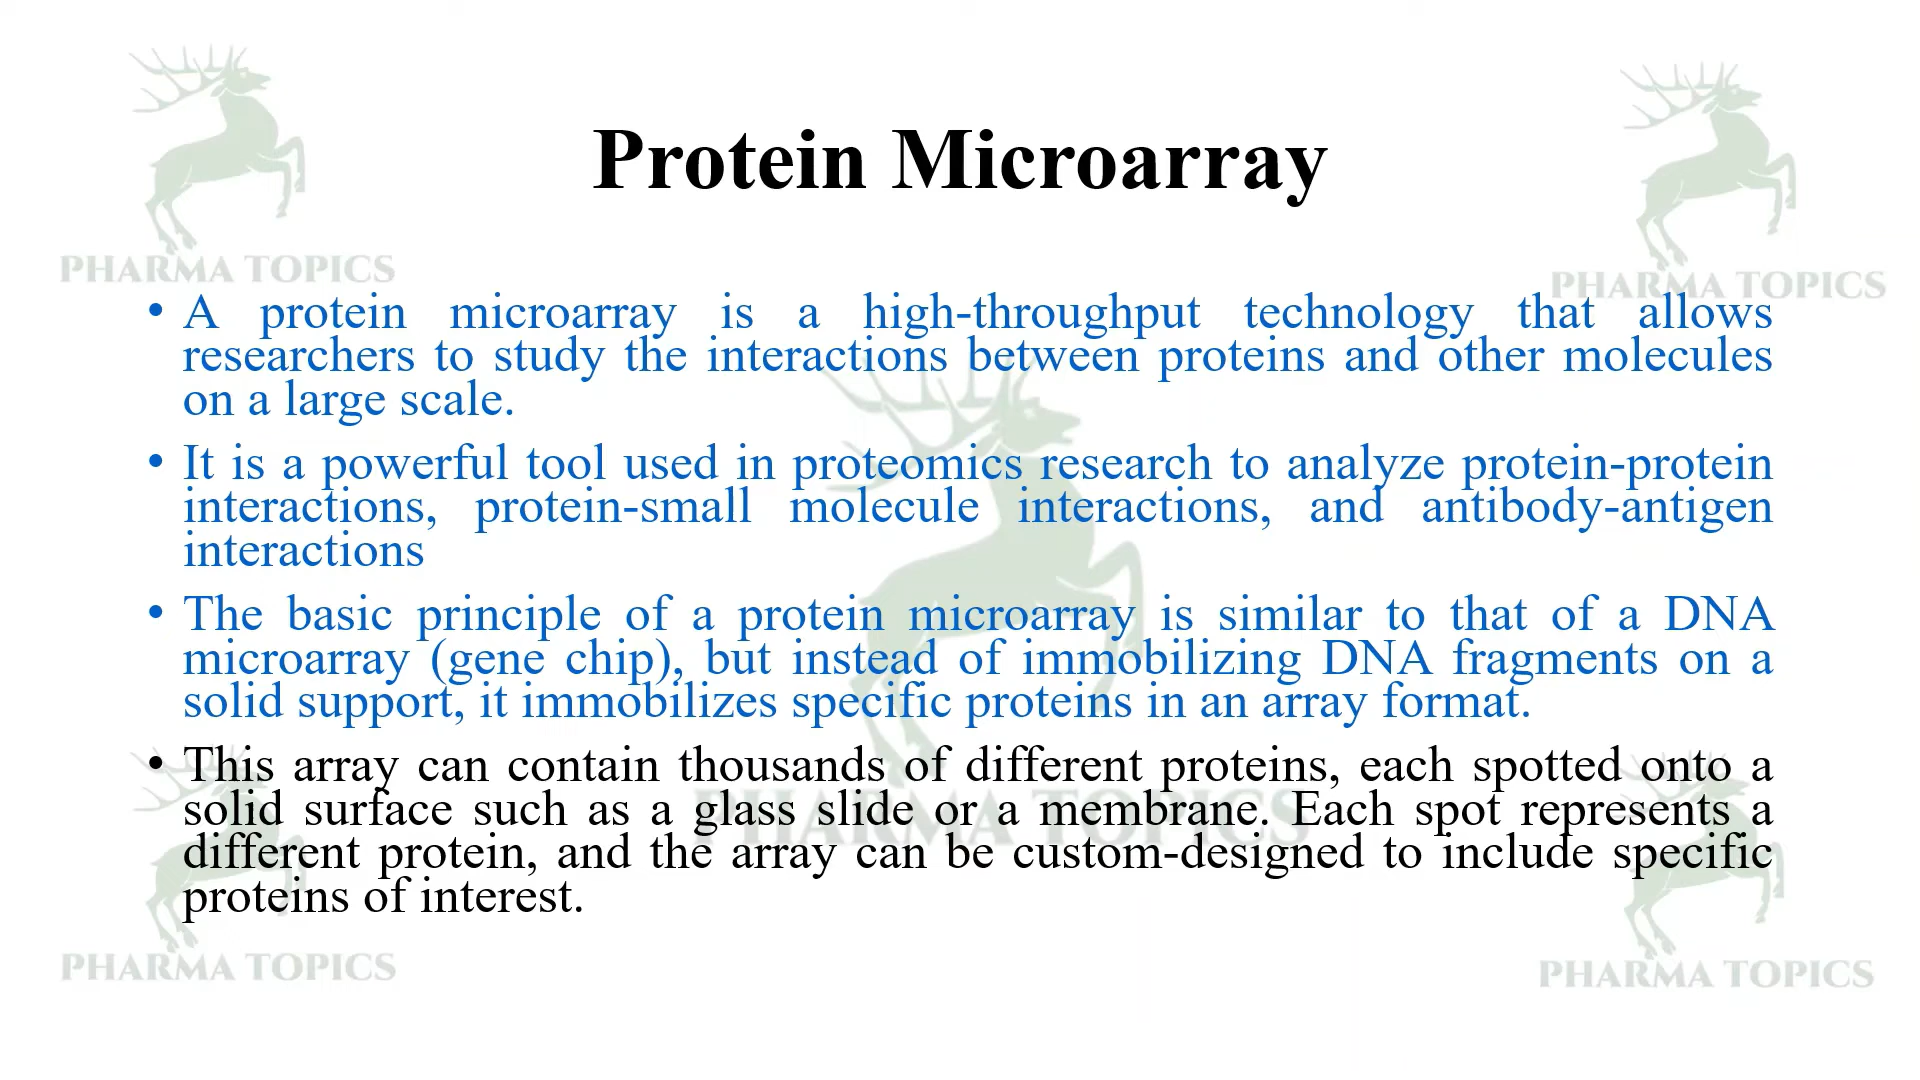 Protein Microarray
PHARMA TOPICS
PHARMA TOPICS
• A protein microarray is a high-throughput technology that allows
researchers to study the interactions between proteins and other molecules
on a large scale.
• It is a powerful tool used in proteomics research to analyze protein-protein
interactions, protein-small molecule interactions, and antibody-antigen
interactions
• The basic principle of a protein microarray is similar to that of a DNA
microarray (gene chip), but instead of immobilizing DNA fragments on a
solid support, it immobilizes specific proteins in an array format.
• This array can contain thousands of different proteins, each spotted onto a
solid surface such as a glass slide or a membrane. Each spot represents a
different protein, and the array can be custom-designed to include specific
proteins of interest.
PHARMA TOPICS
PHARMA TOPICS
PHARMA TOPICS